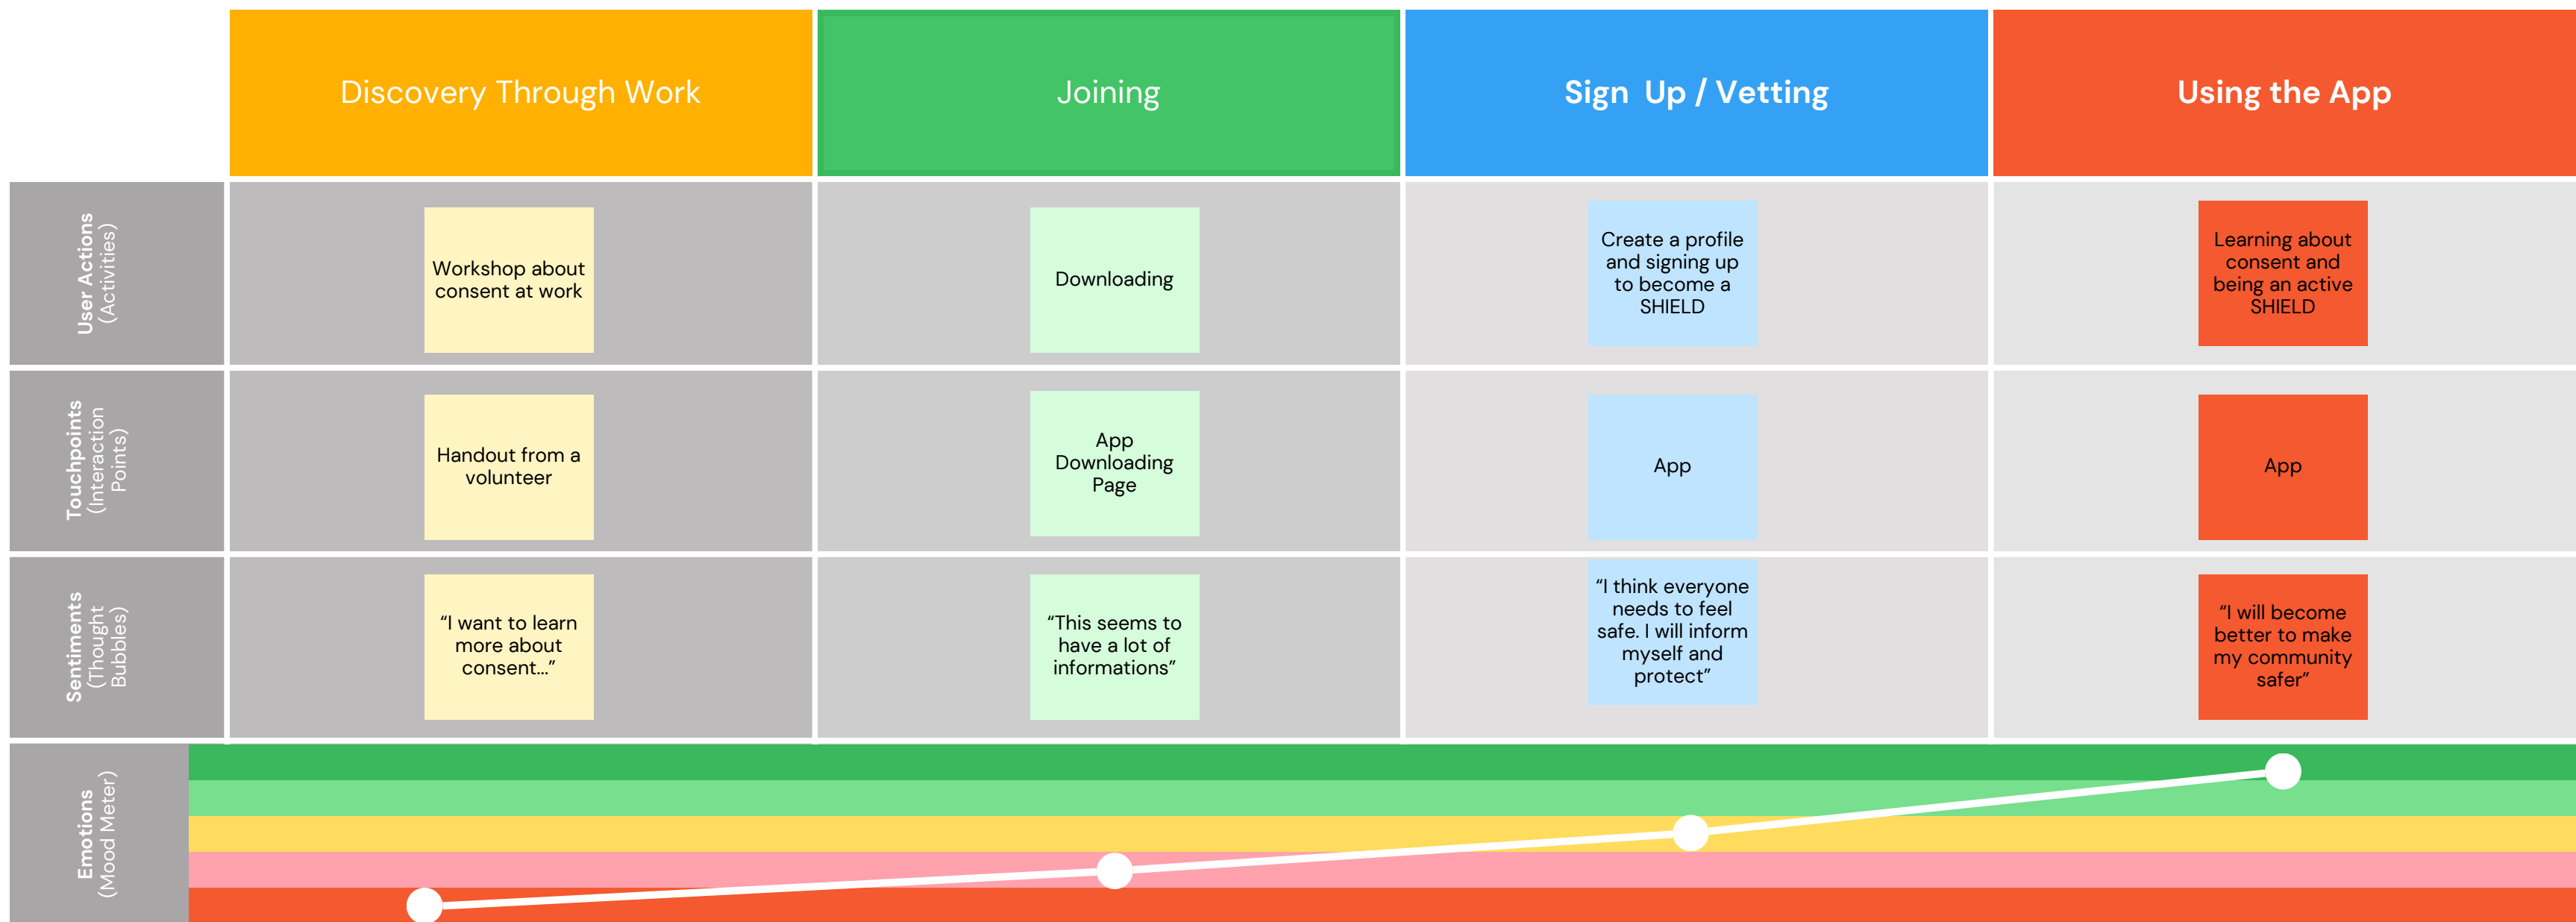 Discovery Through Work
Joining
Sign Up / Vetting
Using the App
User Actions
(Activities)
Workshop about
consent at work
Downloading
Create a profile
and signing up
to become a
SHIELD
Learning about
consent and
being an active
SHIELD
Touchpoints
(Interaction
Points)
Handout from a
volunteer
App
Downloading
Page
App
App
Sentiments
(Thought
Bubbles)
“I want to learn
more about
consent...”
“This seems to
have a lot of
informations”
“I think everyone
needs to feel
safe. I will inform
myself and
protect”
“I will become
better to make
my community
safer”
Emotions
(Mood Meter)